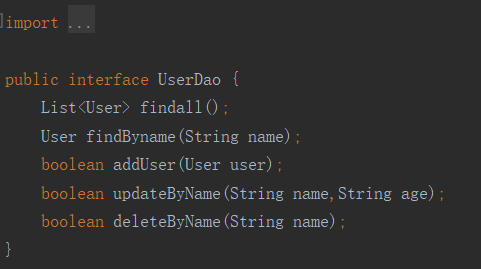 import ...
public interface UserDao {
List<User> findall();
User findByname(String name);
boolean addUser(User user);
boolean updateByName(String name,String age);
boolean deleteByName(String name);
}